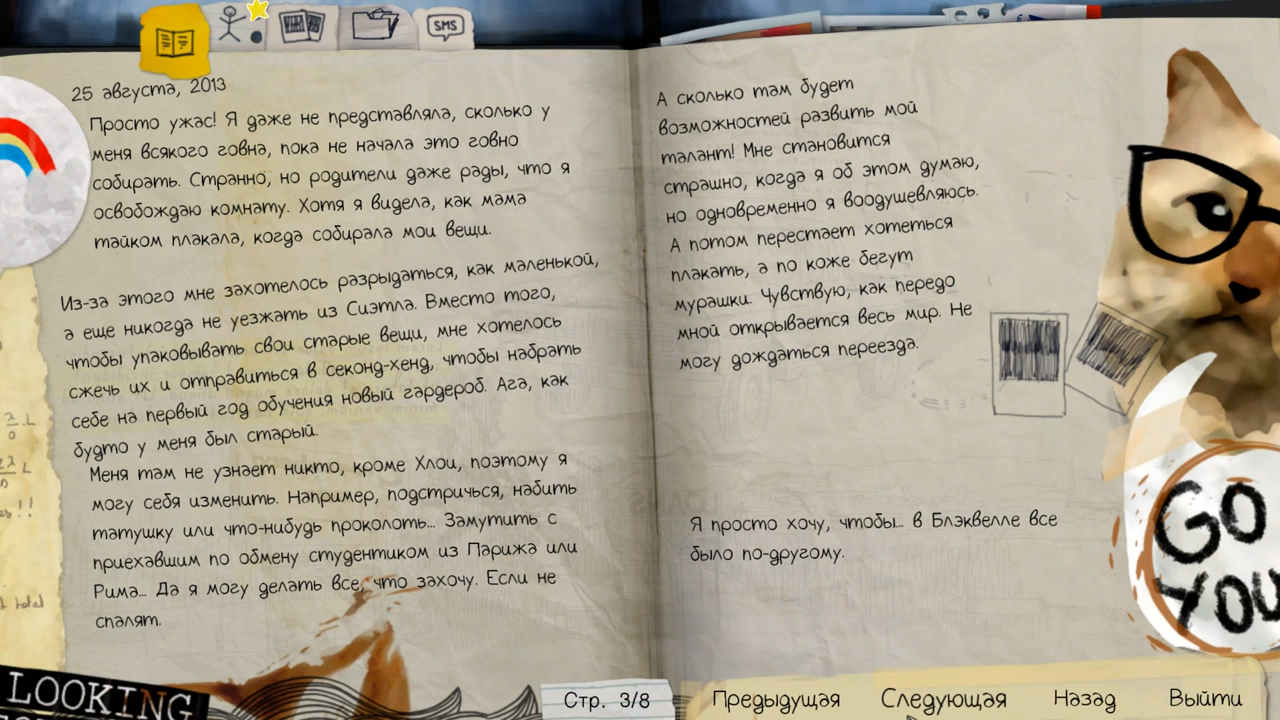 SMS
25 августа, 2013
Просто ужас! Я даже не представляла, сколько у
меня всякого говна, пока не начала это говно
собирать. Странно, но родители даже рады, что я
освобождаю комнату. Хотя я видела, как мама
тайком плакала, когда собирала мои вещи.
Из-за этого мне захотелось разрыдаться, как маленькой,
а еще никогда не уезжать из Сиэтла. Вместо того,
чтобы упаковывать свои старые вещи, мне хотелось
сжечь их и отправиться в секонд-хенд, чтобы набрать
себе на первый год обучения новый гардероб. Ага, как
будто у меня был старый.
Меня там не узнает никто, кроме Хлои, поэтому я
могу себя изменить. Например, подстричься, набить
татушку или что-нибудь проколоть... Замутить с
приехавшим по обмену студентиком из Парижа или
Рима... Да я могу делать все, что захочу. Если не
спалят.
А сколько там будет
возможностей развить мой
талант! Мне становится
страшно, когда я об этом думаю,
но одновременно я воодушевляюсь.
А потом перестает хотеться
плакать, а по коже бегут
мурашки. Чувствую, как передо
мной открывается весь мир. Не
могу дождаться переезда.
Я просто хочу, чтобы... в Блэквелле все
было по-другому.
GO
YOU
LOOKING
Стр. 3/8
Предыдущая
Следующая
Назад
Выйти